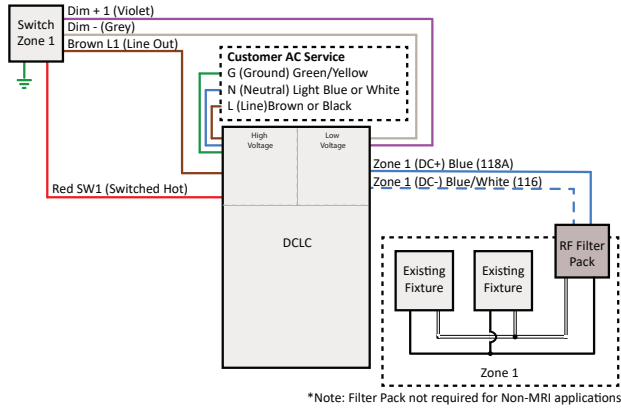 Dim + 1 (Violet)
Switch
Zone 1
Dim - (Grey)
Brown L1 (Line Out)
Customer AC Service
G (Ground) Green/Yellow
N (Neutral) Light Blue or White
L (Line)Brown or Black
High
Voltage
Low
Voltage
Zone 1 (DC+) Blue (118A)
Zone 1 (DC-) Blue/White (116)
Red SW1 (Switched Hot)
DCLC
RF Filter
Pack
Existing
Fixture
Existing
Fixture
Zone 1
*Note: Filter Pack not required for Non-MRI applications